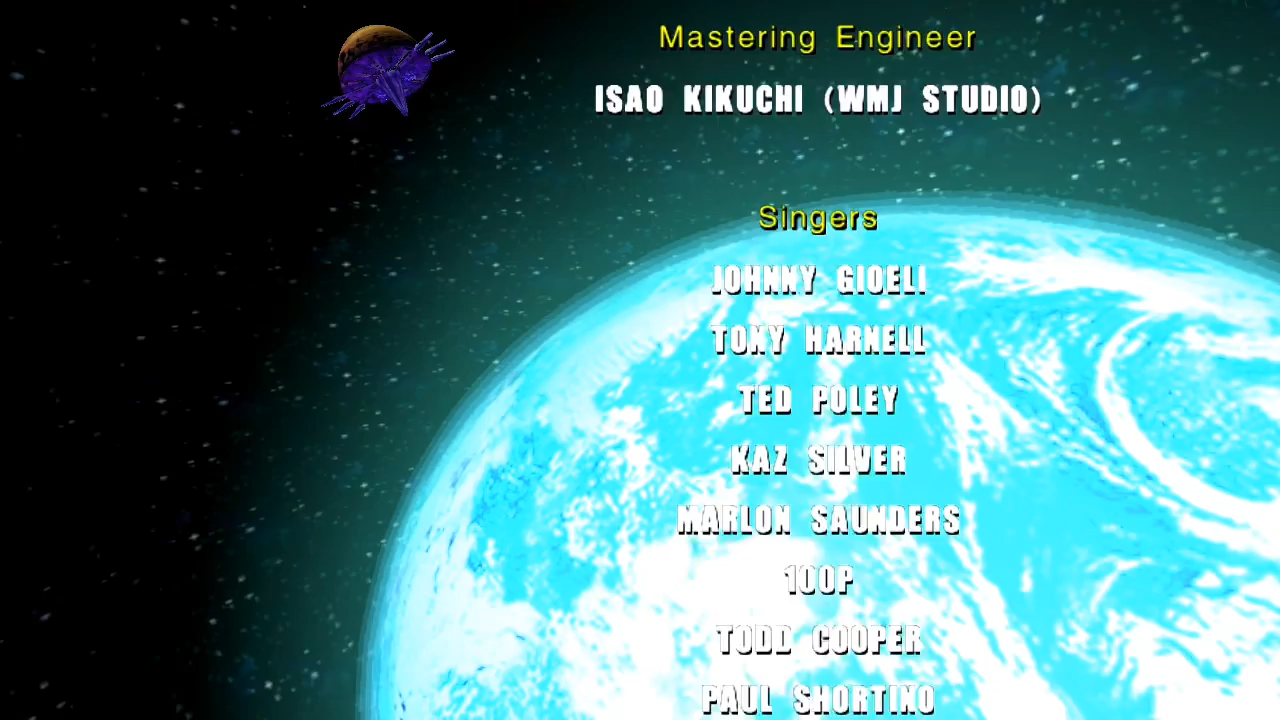 Mastering Engineer
ISAO KIKUCHI (WMJ STUDIO)
Singers
JOHNNY GIOELI
TONY HARNELL
TED POLEY
KAZ SILVER
MARLON SAUNDERS
100P
TODD COOPER
PAUL SHORTINO